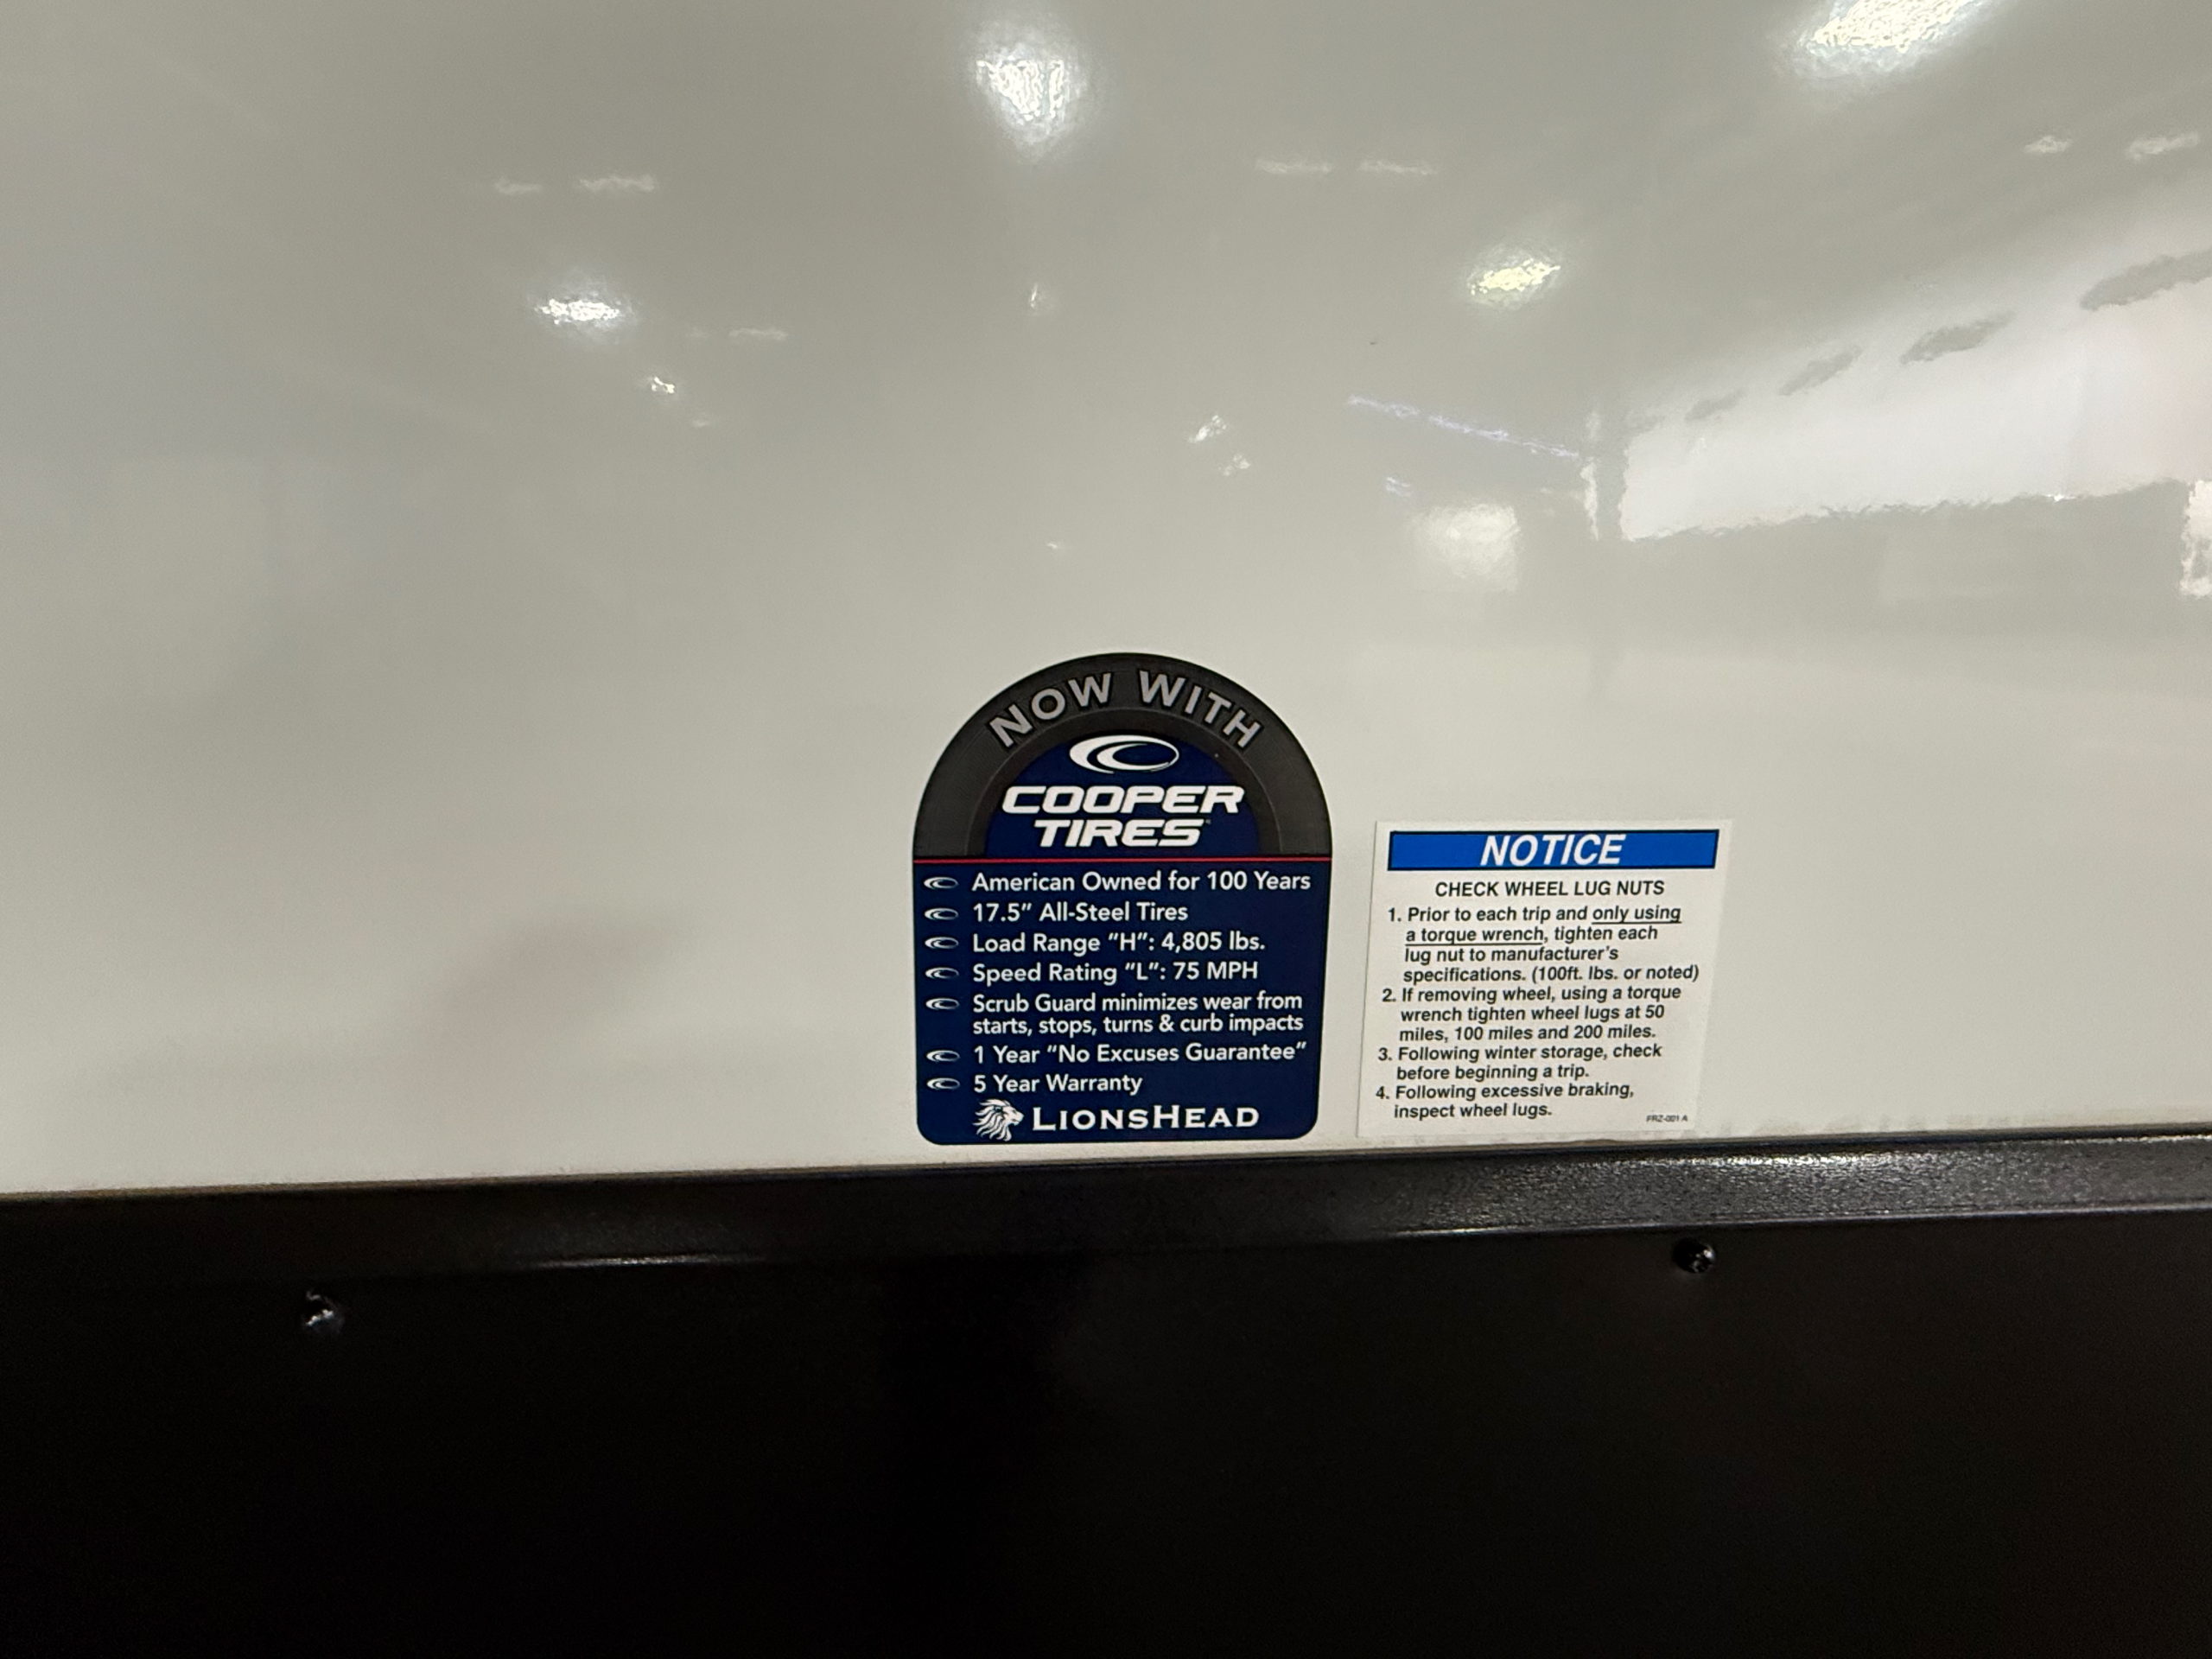 NOW WITH
COOPER
TIRES
American Owned for 100 Years
17.5” All-Steel Tires
Load Range “H”: 4,805 lbs.
Speed Rating “L”: 75 MPH
Scrub Guard minimizes wear from
starts, stops, turns & curb impacts
1 Year “No Excuses Guarantee”
5 Year Warranty
LIONSHEAD
NOTICE
CHECK WHEEL LUG NUTS
1. Prior to each trip and only using
a torque wrench, tighten each
lug nut to manufacturer's
specifications. (100ft. lbs. or noted)
2. If removing wheel, using a torque
wrench tighten wheel lugs at 50
miles, 100 miles and 200 miles.
3. Following winter storage, check
before beginning a trip.
4. Following excessive braking,
inspect wheel lugs.
FRZ-001 A